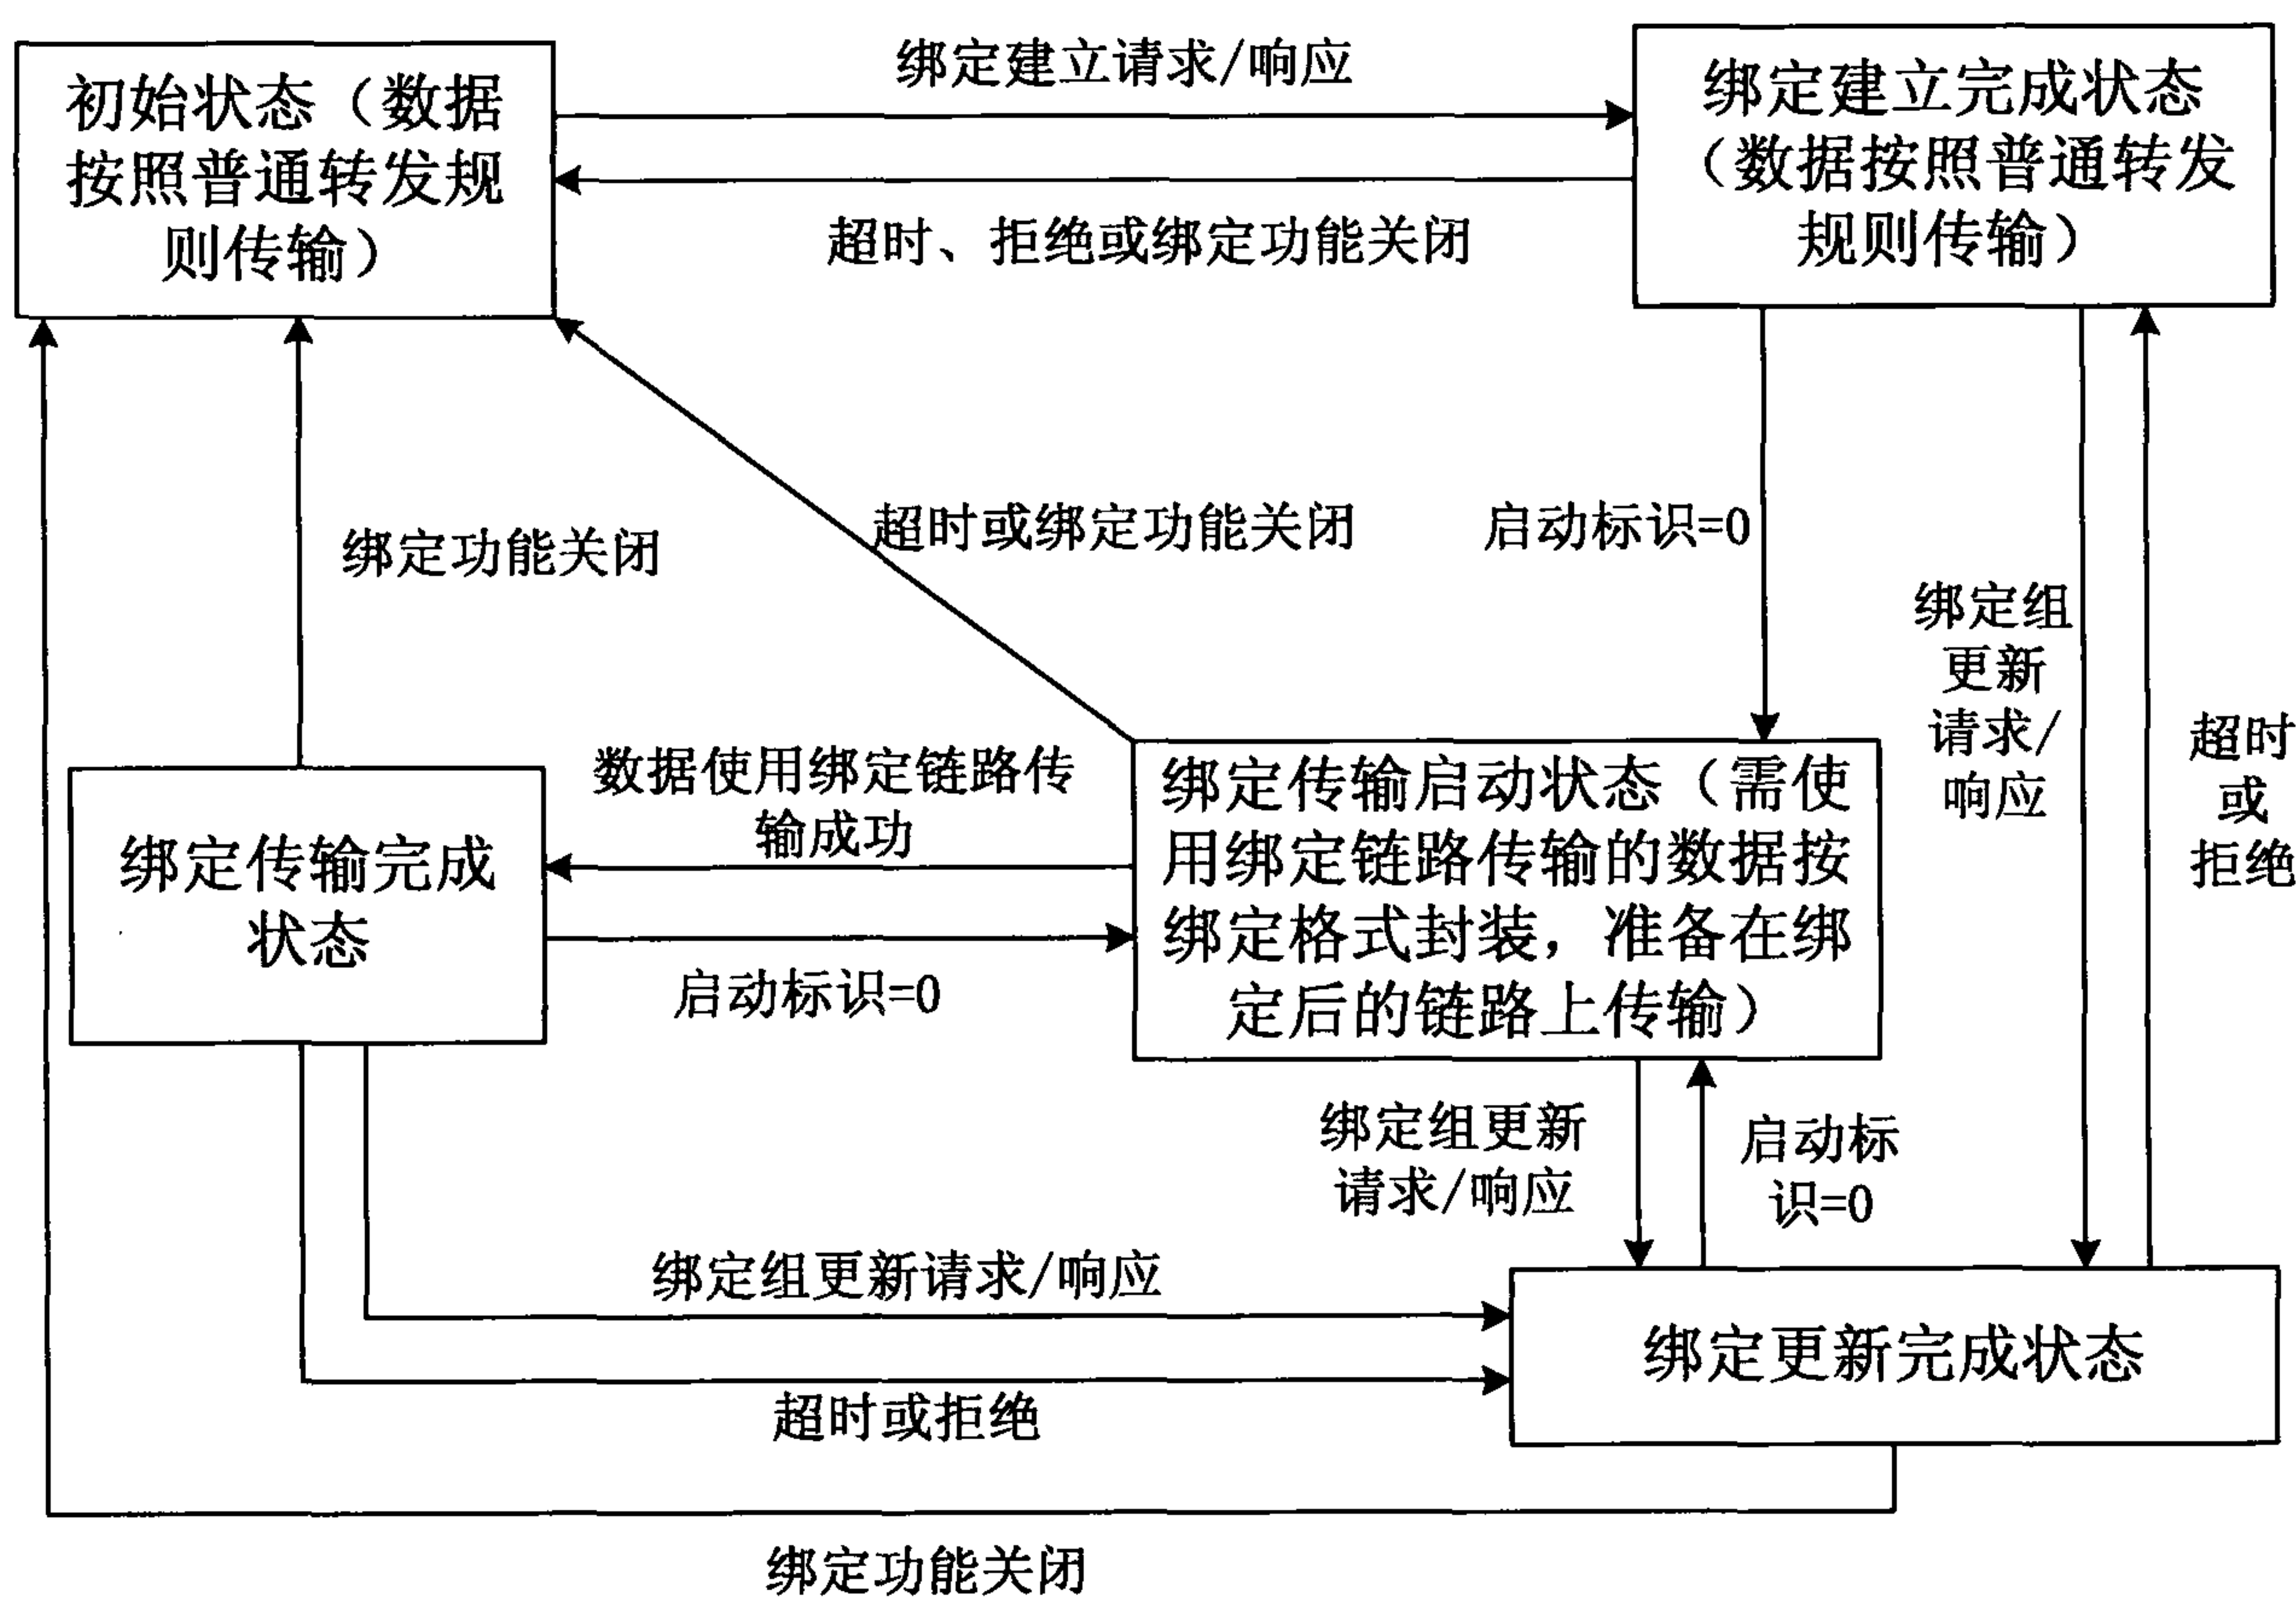 绑定建立请求/响应
初始状态（数据
按照普通转发规
则传输）
绑定建立完成状态
（数据按照普通转发
规则传输）
超时、拒绝或绑定功能关闭
绑定功能关闭
超时或绑定功能关闭
启动标识=0
绑定组
更新
请求/
响应
超时
或
拒绝
数据使用绑定链路传
输成功
绑定传输完成
状态
绑定传输启动状态（需使
用绑定链路传输的数据按
绑定格式封装，准备在绑
定后的链路上传输）
启动标识=0
绑定组更新
请求/响应
启动标
识=0
绑定组更新请求/响应
绑定更新完成状态
超时或拒绝
绑定功能关闭